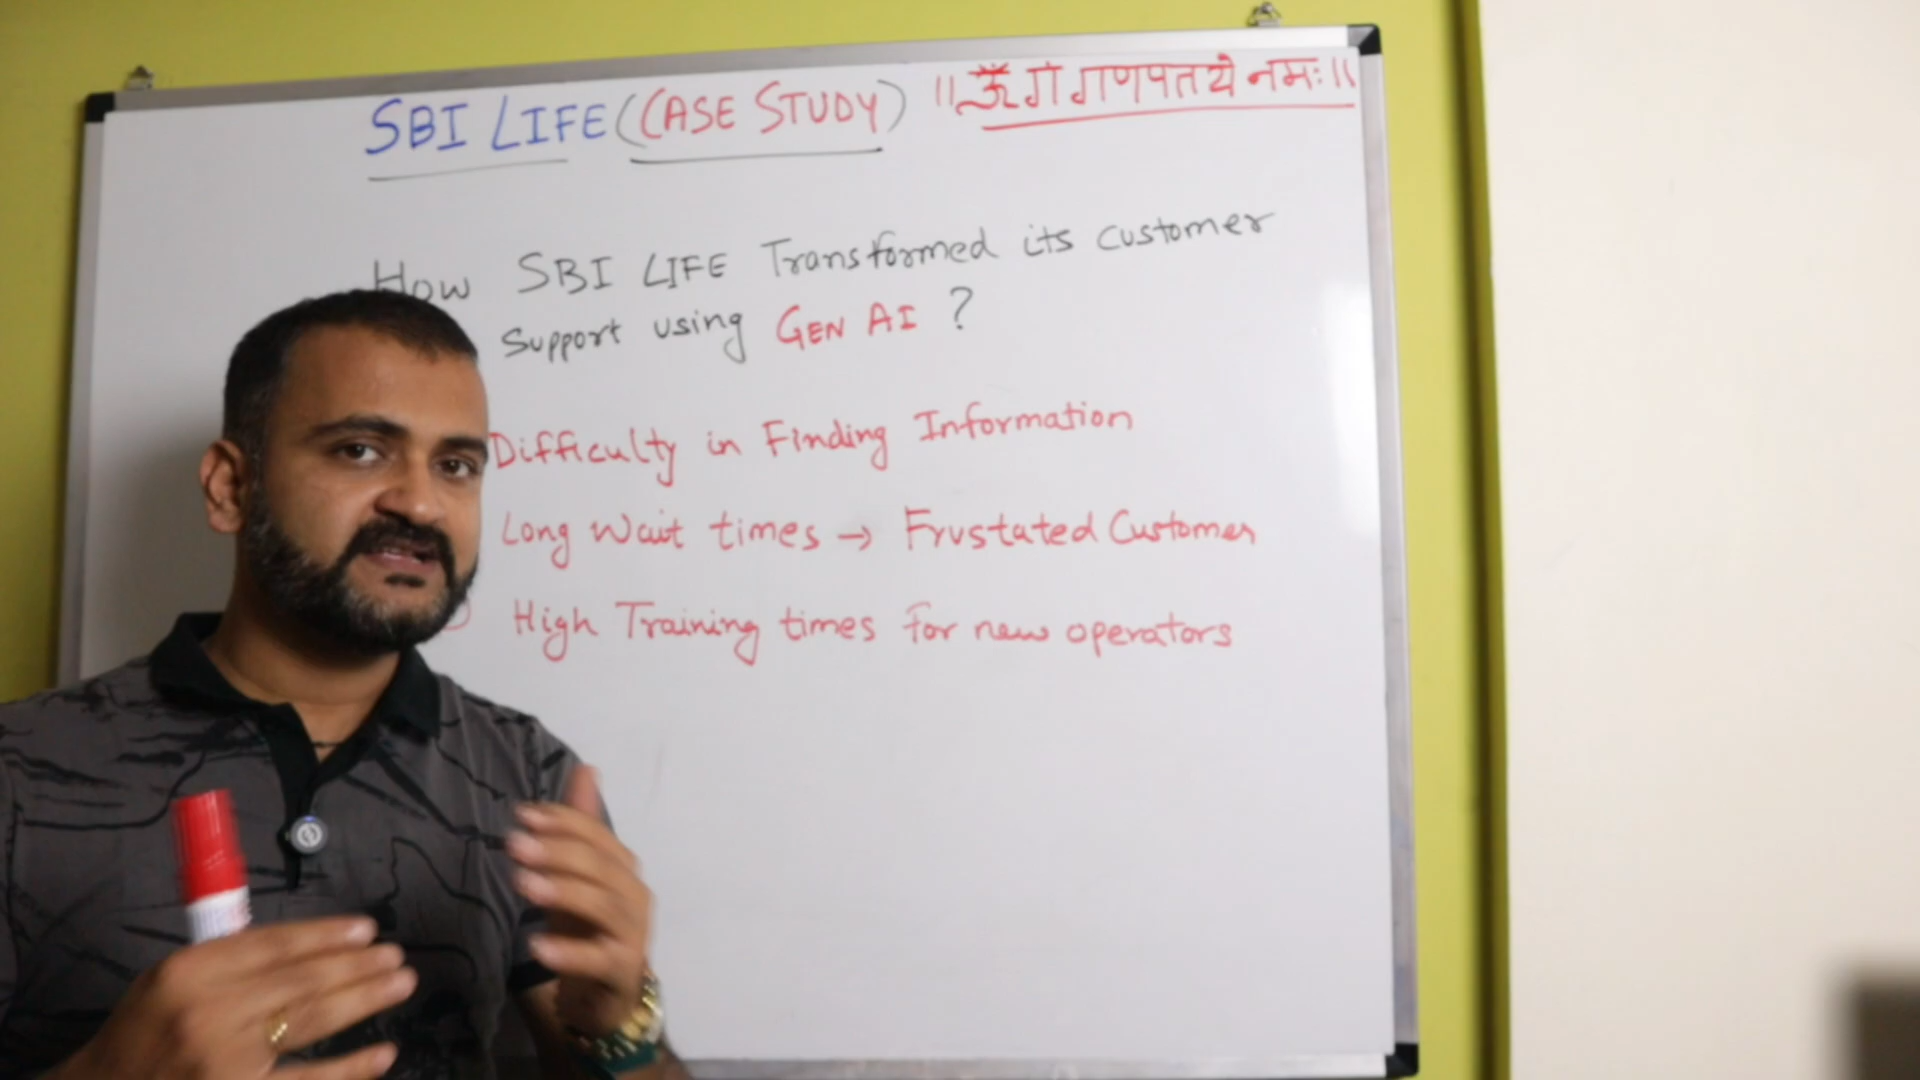 SBI LIFE (CASE STUDY)
।।ॐ गं गणपतये नमः।।
How SBI LIFE Transformed its customer
support using GEN AI ?
Difficulty in Finding Information
Long Wait times → Frustated Customer
High Training times for new operators